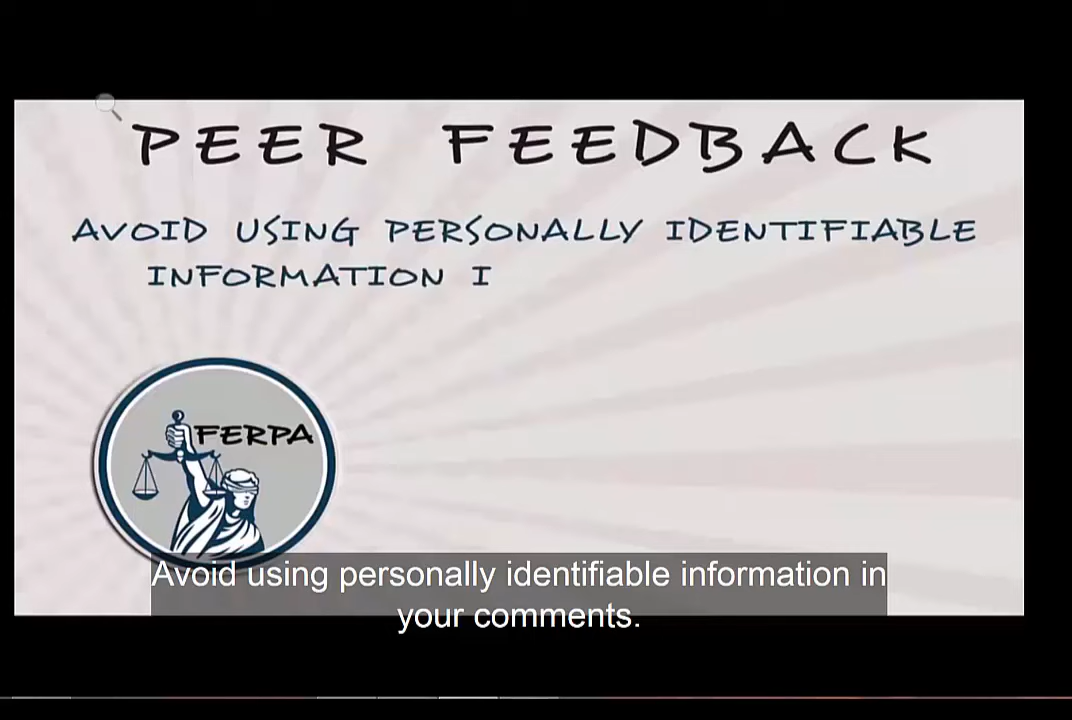 PEER FEEDBACK
AVOID USING PERSONALLY IDENTIFIABLE
INFORMATION I
FERPA
Avoid using personally identifiable information in
your comments.